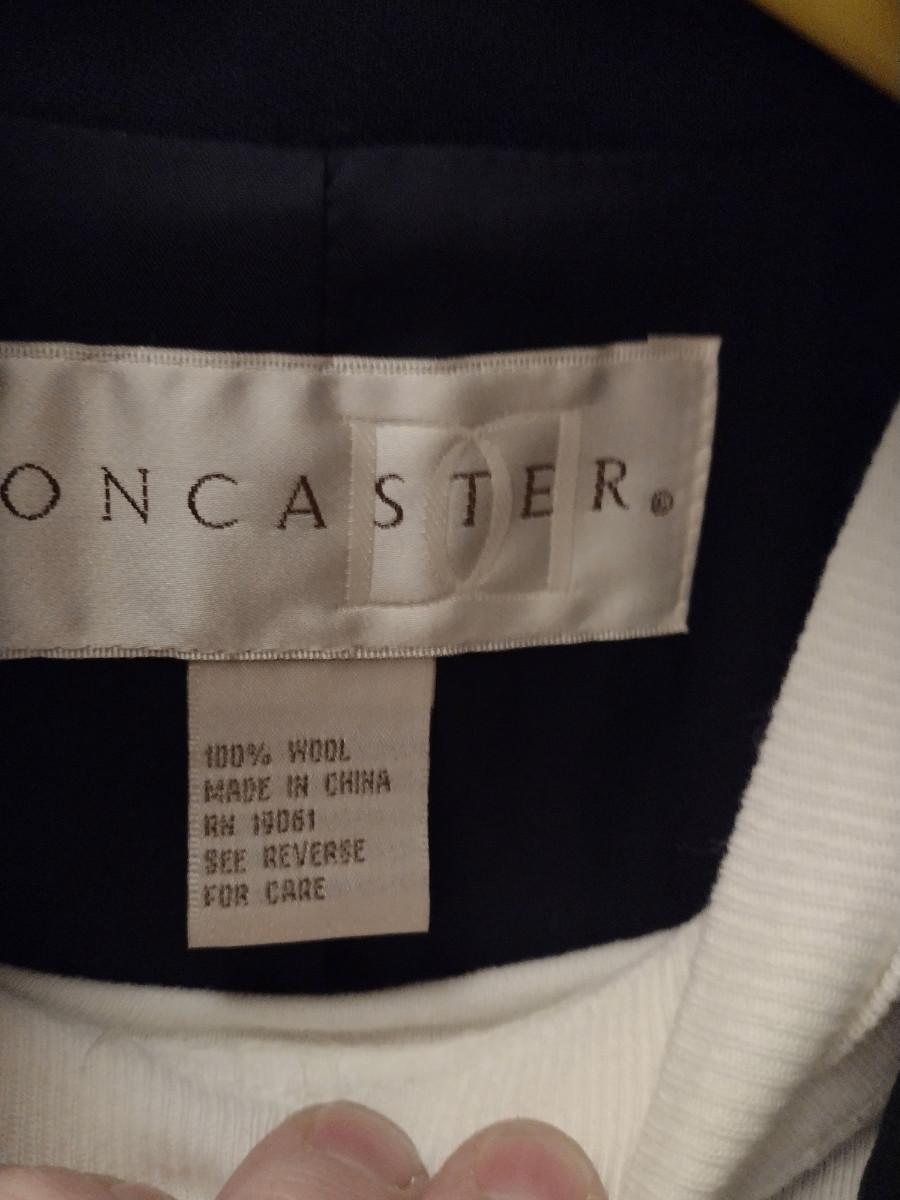 ONCASTER®
100% WOOL
MADE IN CHINA
RN 19061
SEE REVERSE
FOR CARE